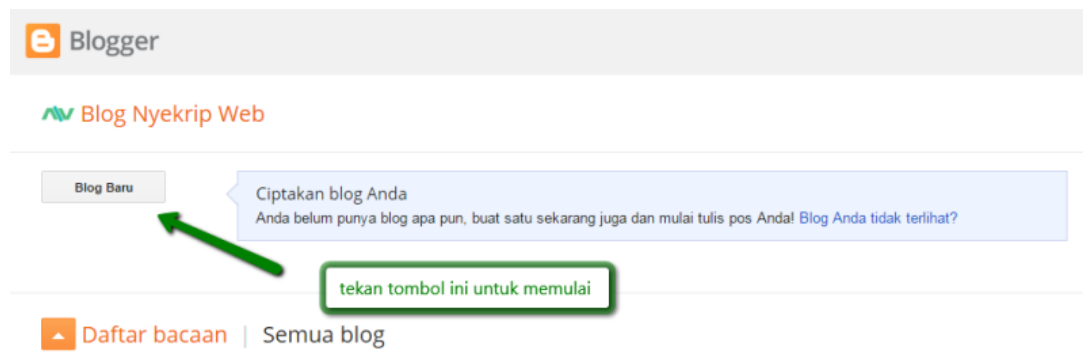 Blogger
Blog Nyekrip Web
Blog Baru
Ciptakan blog Anda
Anda belum punya blog apa pun, buat satu sekarang juga dan mulai tulis pos Anda! Blog Anda tidak terlihat?
tekan tombol ini untuk memulai
Daftar bacaan | Semua blog